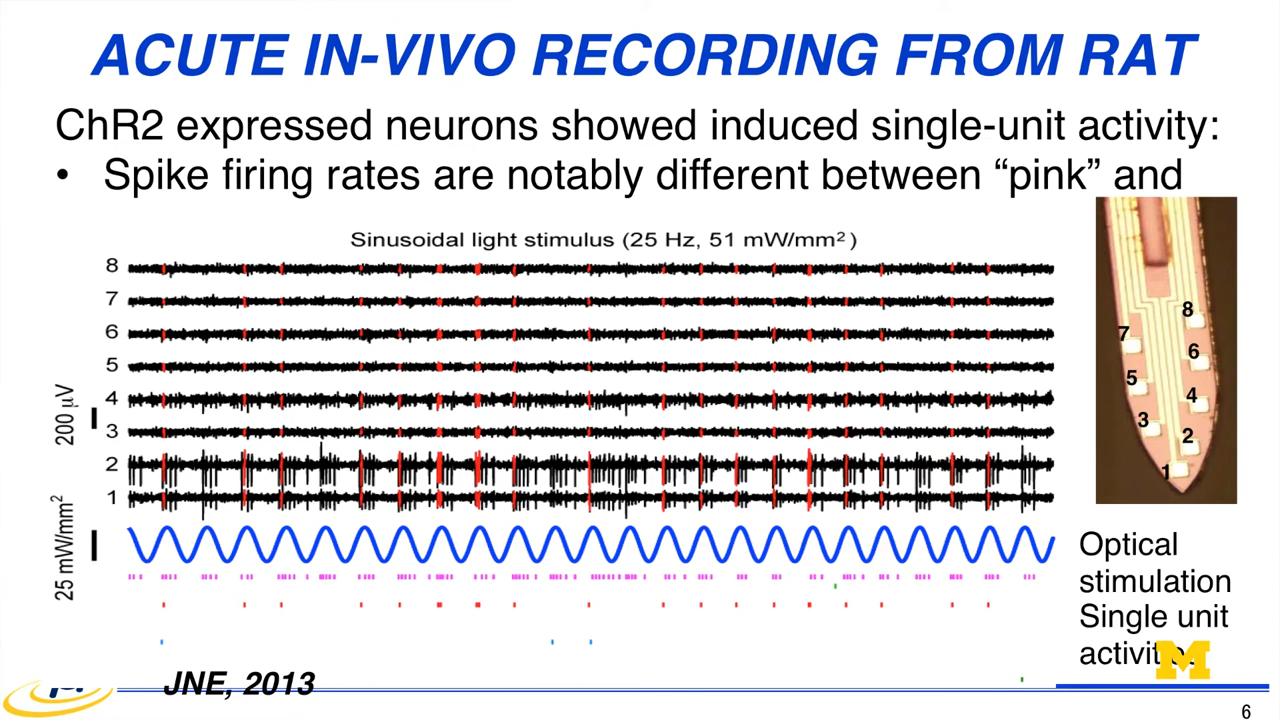 ACUTE IN-VIVO RECORDING FROM RAT
ChR2 expressed neurons showed induced single-unit activity:
• Spike firing rates are notably different between “pink” and
Sinusoidal light stimulus (25 Hz, 51 mW/mm²)
8
7
6
5
4
3
2
1
200 µV
25 mW/mm²
8
7
6
5
4
3
2
1
Optical
stimulation
Single unit
M
JNE, 2013
6